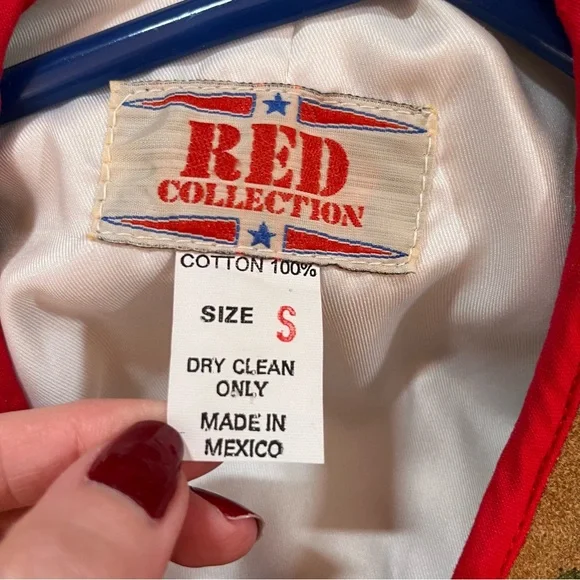 RED
COLLECTION
COTTON 100%
SIZE S
DRY CLEAN
ONLY
MADE IN
MEXICO